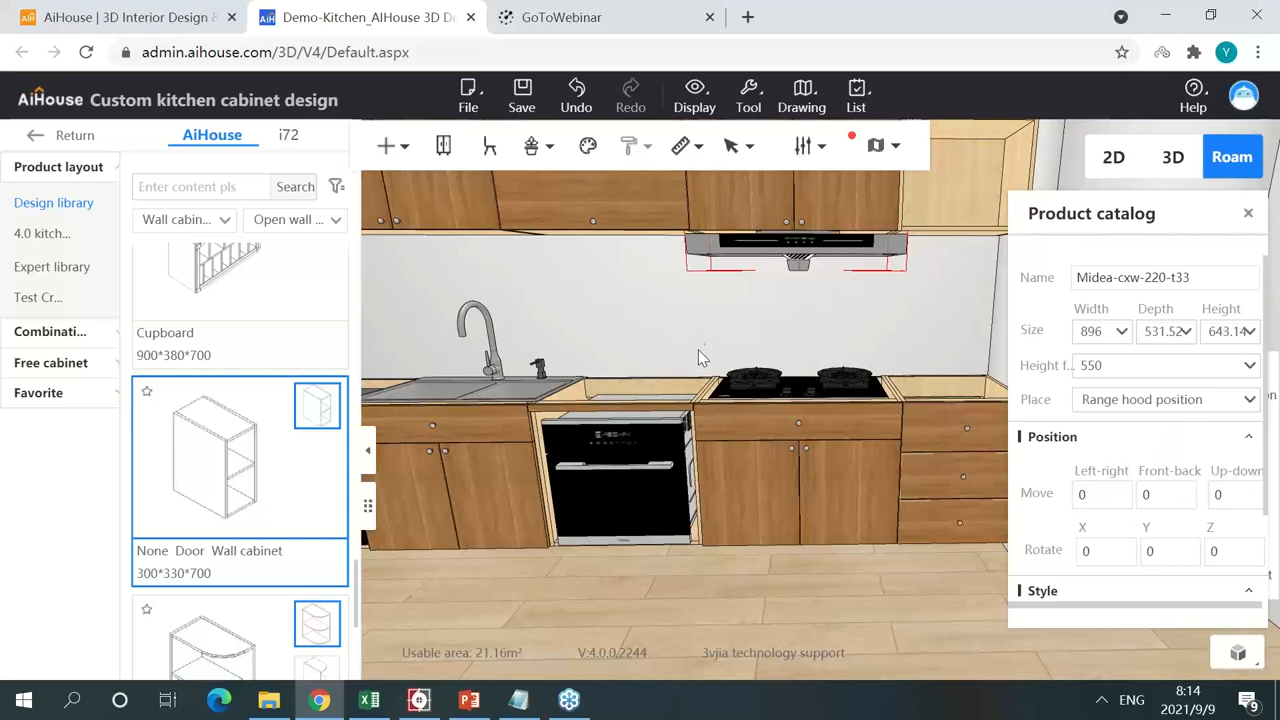 AiHouse | 3D Interior Design &
Demo-Kitchen_AIHouse 3D De
GoToWebinar
admin.aihouse.com/3D/V4/Default.aspx
Y
AiHouse Custom kitchen cabinet design
File
Save
Undo
Redo
Display
Tool
Drawing
List
Help
Return
AiHouse
i72
Product layout
Design library
4.0 kitch...
Expert library
Test Cr...
Combinati...
Free cabinet
Favorite
Enter content pls
Search
Wall cabin...
Open wall ...
Cupboard
900*380*700
None Door Wall cabinet
300*330*700
2D
3D
Roam
Product catalog
Name
Midea-cxw-220-t33
Width
Depth
Height
Size
896
531.52
643.14
Height f...
550
Place
Range hood position
Position
Left-right
Front-back
Up-down
Move
0
0
0
X
Y
Z
Rotate
0
0
0
Style
Usable area: 21.16m²
V:4.0.0.2244
3vjia technology support
ENG
8:14
2021/9/9
9